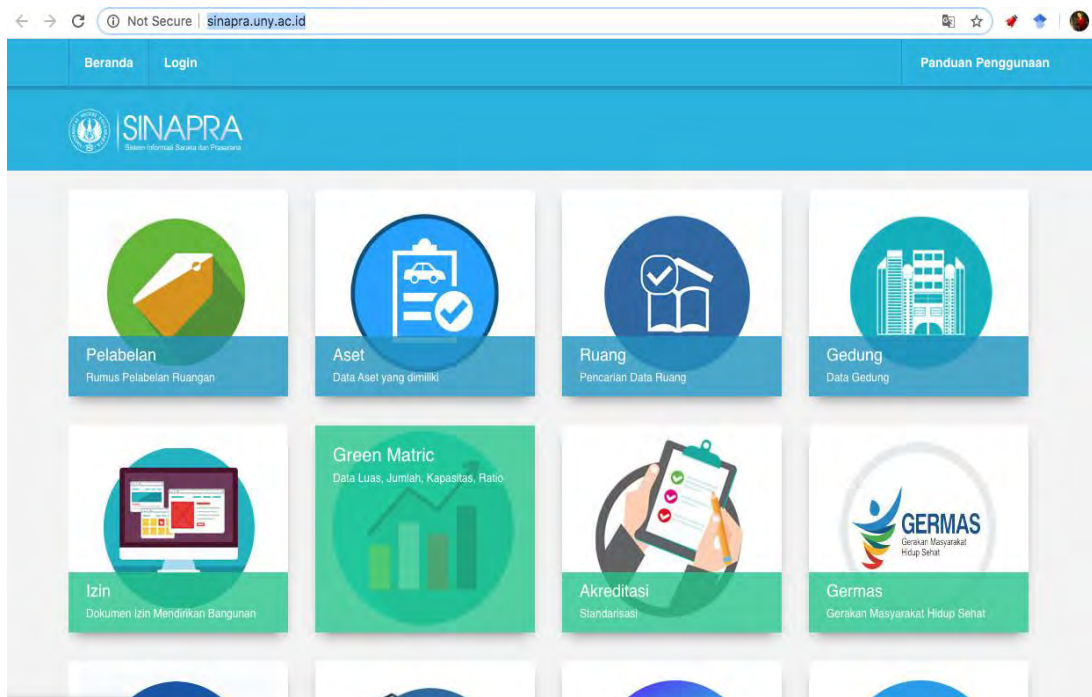 Not Secure | sinapra.uny.ac.id
Beranda Login Panduan Penggunaan
SINAPRA
Sistem Informasi Sarana dan Prasarana
Pelabelan
Rumus Pelabelan Ruangan
Aset
Data Aset yang dimiliki
Ruang
Pencarian Data Ruang
Gedung
Data Gedung
Izin
Dokumen Izin Mendirikan Bangunan
Green Matric
Data Luas, Jumlah, Kapasitas, Ratio
Akreditasi
Standarisasi
GERMAS
Gerakan Masyarakat
Hidup Sehat
Germas
Gerakan Masyarakat Hidup Sehat